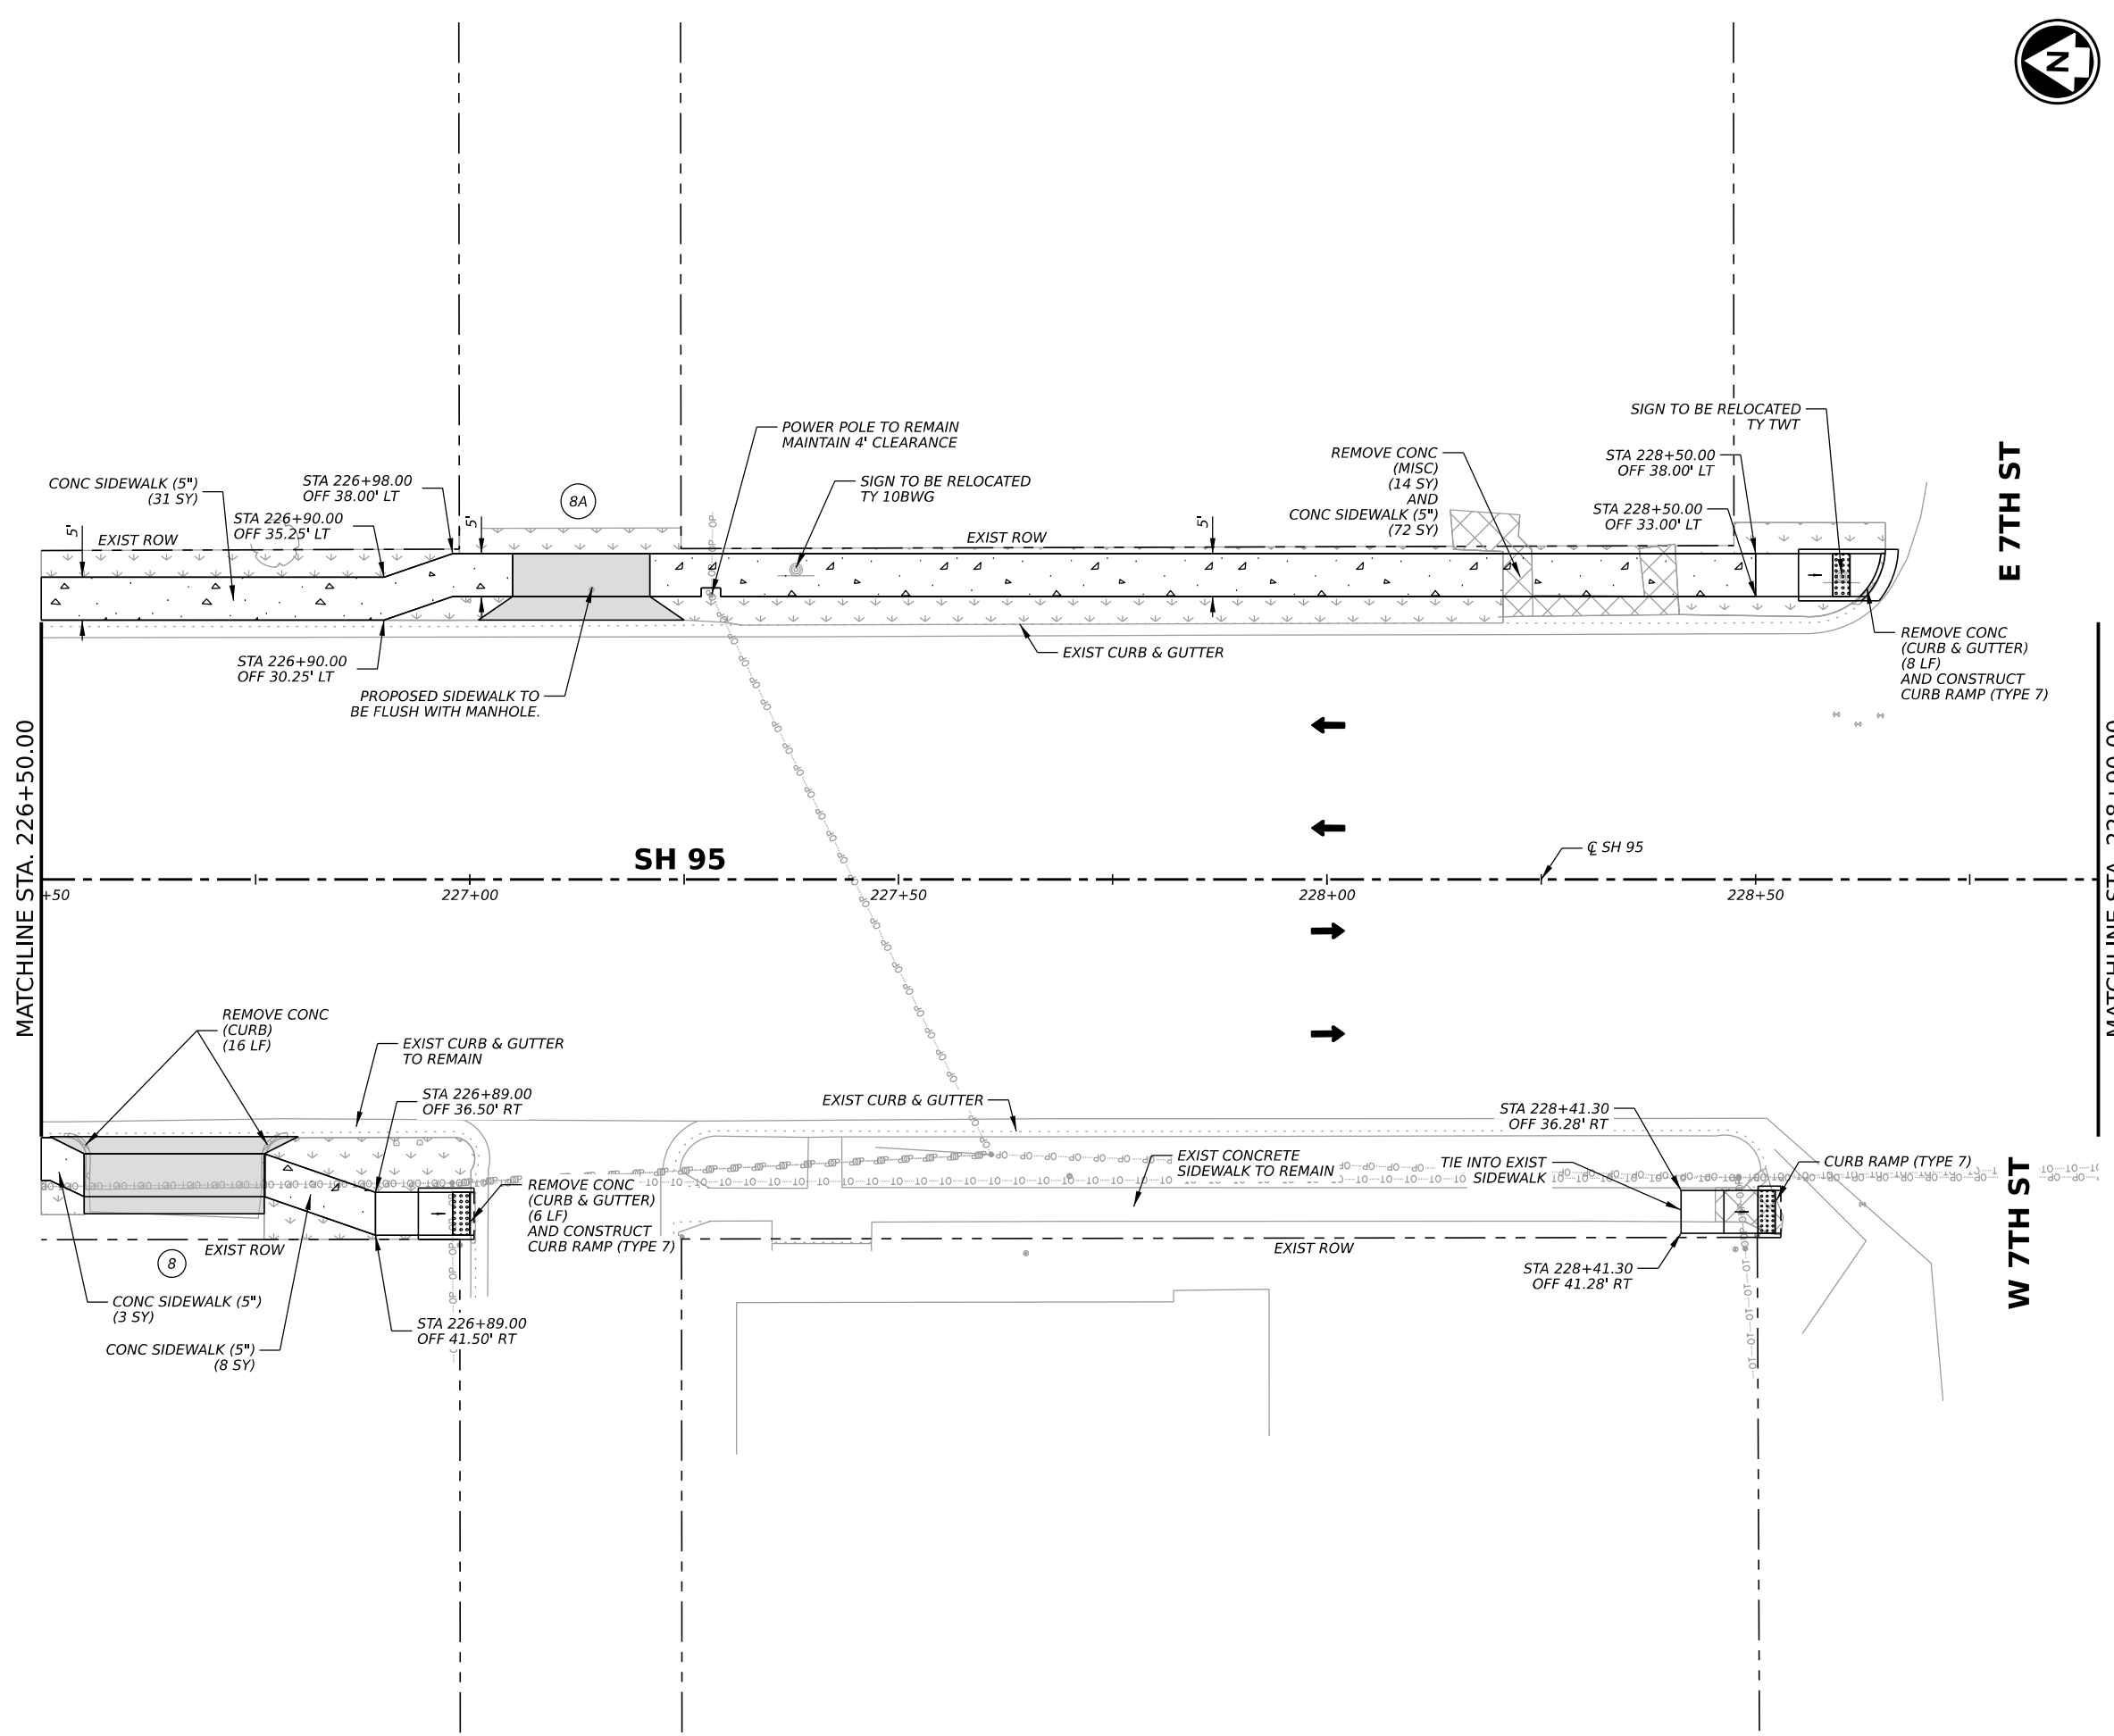 N
SIGN TO BE RELOCATED
TY TWT
POWER POLE TO REMAIN
MAINTAIN 4' CLEARANCE
REMOVE CONC
(MISC)
(14 SY)
AND
CONC SIDEWALK (5")
(72 SY)
STA 228+50.00
OFF 38.00' LT
E 7TH ST
CONC SIDEWALK (5")
(31 SY)
STA 226+98.00
OFF 38.00' LT
8A
SIGN TO BE RELOCATED
TY 10BWG
STA 226+90.00
OFF 35.25' LT
STA 228+50.00
OFF 33.00' LT
5'
5'
5'
EXIST ROW
EXIST ROW
STA 226+90.00
OFF 30.25' LT
EXIST CURB & GUTTER
PROPOSED SIDEWALK TO
BE FLUSH WITH MANHOLE.
REMOVE CONC
(CURB & GUTTER)
(8 LF)
AND CONSTRUCT
CURB RAMP (TYPE 7)
MATCHLINE STA. 226+50.00
SH 95
℄ SH 95
+50
227+00
227+50
228+00
228+50
REMOVE CONC
(CURB)
(16 LF)
EXIST CURB & GUTTER
TO REMAIN
STA 226+89.00
OFF 36.50' RT
EXIST CURB & GUTTER
STA 228+41.30
OFF 36.28' RT
EXIST CONCRETE
SIDEWALK TO REMAIN
TIE INTO EXIST
SIDEWALK
CURB RAMP (TYPE 7)
W 7TH ST
REMOVE CONC
(CURB & GUTTER)
(6 LF)
AND CONSTRUCT
CURB RAMP (TYPE 7)
EXIST ROW
EXIST ROW
8
STA 228+41.30
OFF 41.28' RT
CONC SIDEWALK (5")
(3 SY)
STA 226+89.00
OFF 41.50' RT
CONC SIDEWALK (5")
(8 SY)